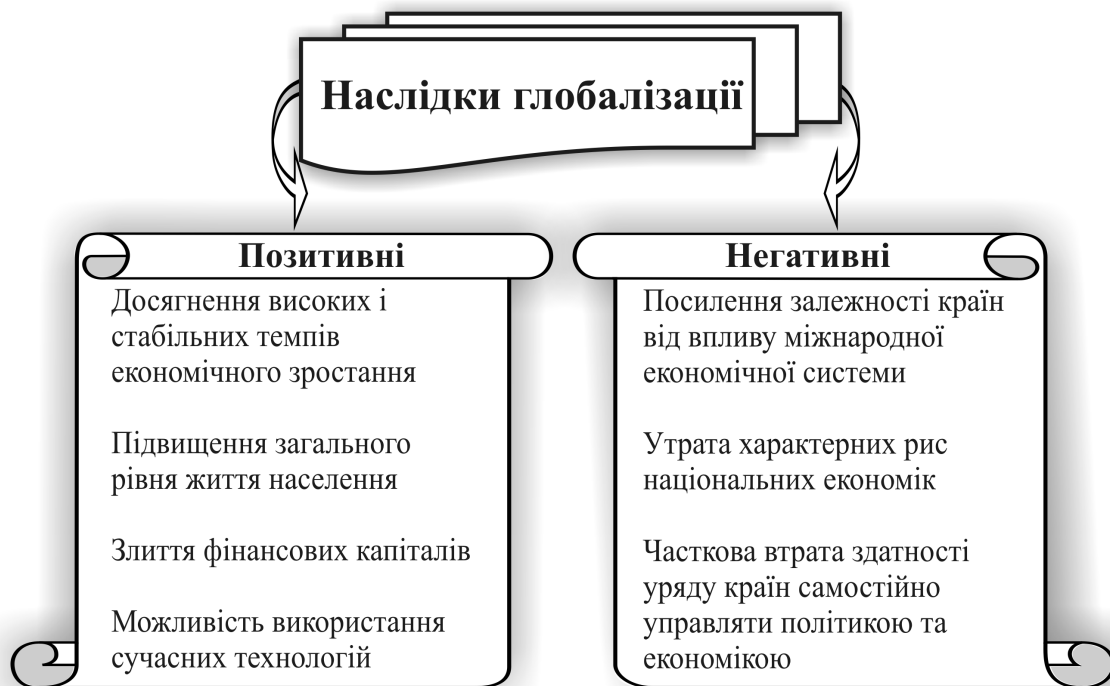 Наслідки глобалізації
Позитивні
Досягнення високих і
стабільних темпів
економічного зростання
Підвищення загального
рівня життя населення
Злиття фінансових капіталів
Можливість використання
сучасних технологій
Негативні
Посилення залежності країн
від впливу міжнародної
економічної системи
Утрата характерних рис
національних економік
Часткова втрата здатності
уряду країн самостійно
управляти політикою та
економікою